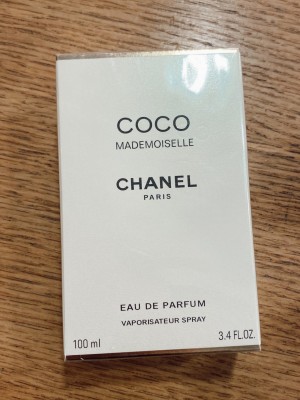 COCO
MADEMOISELLE
CHANEL
PARIS
EAU DE PARFUM
VAPORISATEUR SPRAY
100 ml 3.4 FL.OZ.